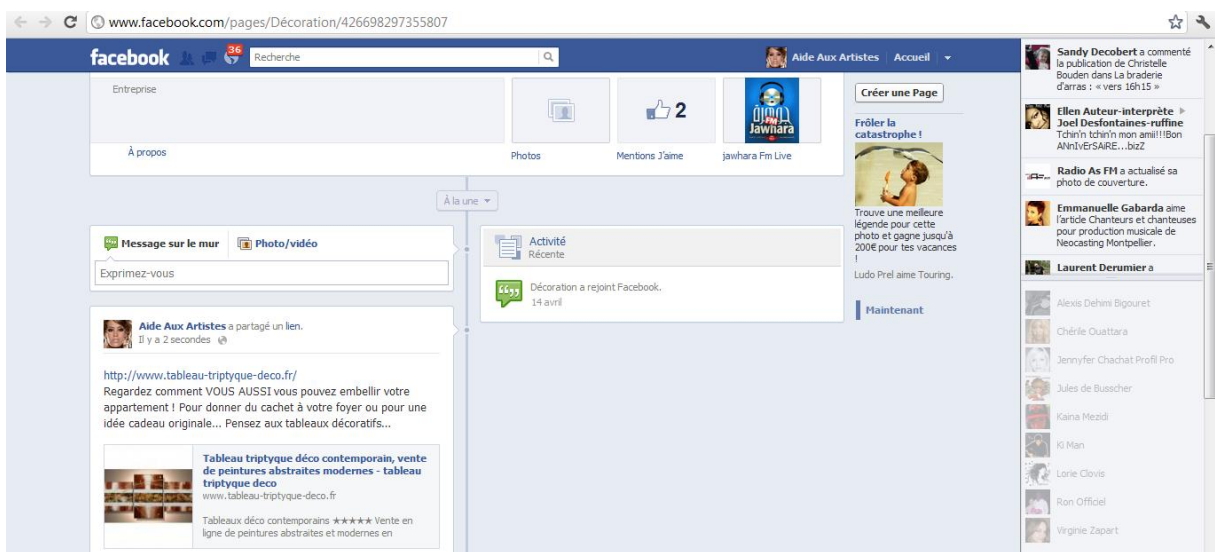 www.facebook.com/pages/Décoration/426698297355807
facebook
36
Recherche
Aide Aux Artistes
Accueil
Entreprise
À propos
Photos
2
Mentions J'aime
FM
Jawhara
jawhara Fm Live
À la une
Message sur le mur
Photo/vidéo
Exprimez-vous
Aide Aux Artistes a partagé un lien.
Il y a 2 secondes
http://www.tableau-triptyque-deco.fr/
Regardez comment VOUS AUSSI vous pouvez embellir votre
appartement ! Pour donner du cachet à votre foyer ou pour une
idée cadeau originale... Pensez aux tableaux décoratifs...
Tableau triptyque déco contemporain, vente
de peintures abstraites modernes - tableau
triptyque deco
www.tableau-triptyque-deco.fr
Tableaux déco contemporains ★★★★★ Vente en
ligne de peintures abstraites et modernes en
Activité
Récente
Décoration a rejoint Facebook.
14 avril
Créer une Page
Frôler la
catastrophe !
Trouve une meilleure
légende pour cette
photo et gagne jusqu'à
200€ pour tes vacances
!
Ludo Prel aime Touring.
Maintenant
Sandy Decobert a commenté
la publication de Christelle
Bouden dans La braderie
d'arras : « vers 16h15 »
Ellen Auteur-interprète ▶
Joel Desfontaines-ruffine
Tchin'n tchin'n mon amii!!!Bon
ANnIvErSAiRE...bizZ
Radio As FM a actualisé sa
photo de couverture.
Emmanuelle Gabarda aime
l'article Chanteurs et chanteuses
pour production musicale de
Neocasting Montpellier.
Laurent Derumier a
Alexis Dehimi Bigouret
Chérile Ouattara
Jennyfer Chachat Profil Pro
Jules de Busscher
Kaina Mezidi
KI Man
Lorie Clovis
Ron Officiel
Virginie Zapart